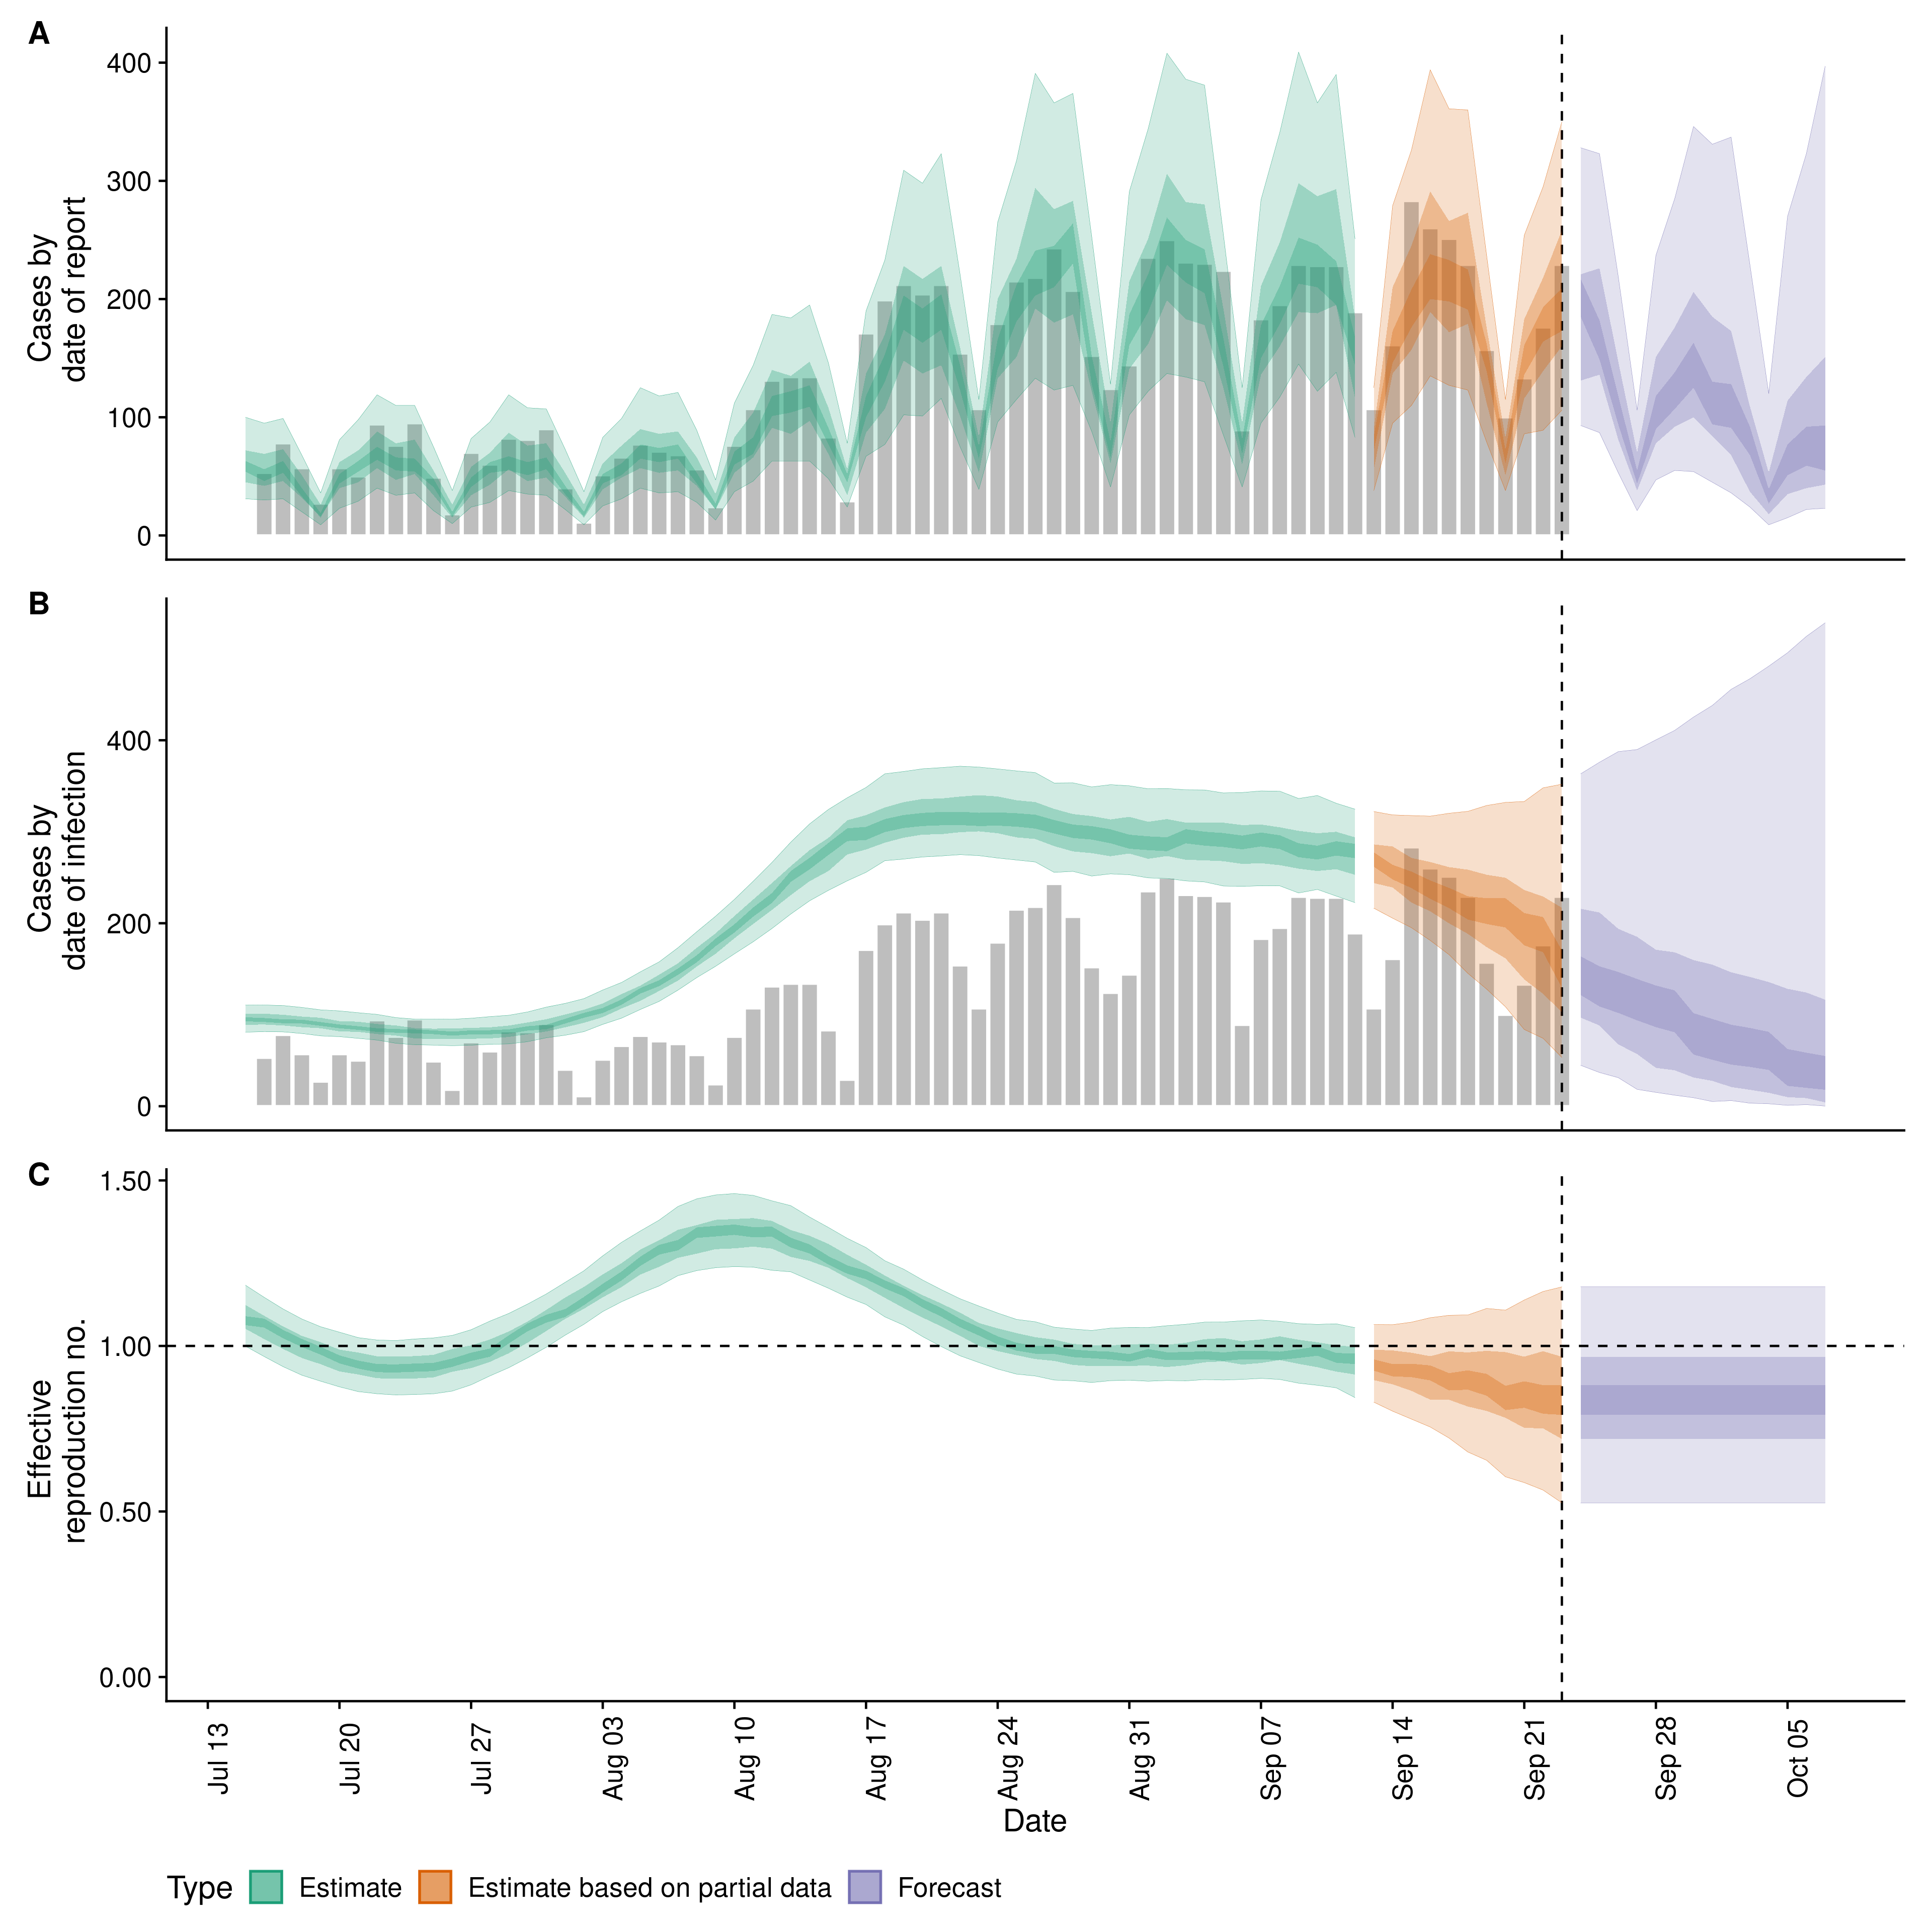 A
Cases by
date of report
400
300
200
100
0
B
Cases by
date of infection
400
200
0
C
Effective
reproduction no.
1.50
1.00
0.50
0.00
Jul 13
Jul 20
Jul 27
Aug 03
Aug 10
Aug 17
Aug 24
Aug 31
Sep 07
Sep 14
Sep 21
Sep 28
Oct 05
Date
Type Estimate Estimate based on partial data Forecast